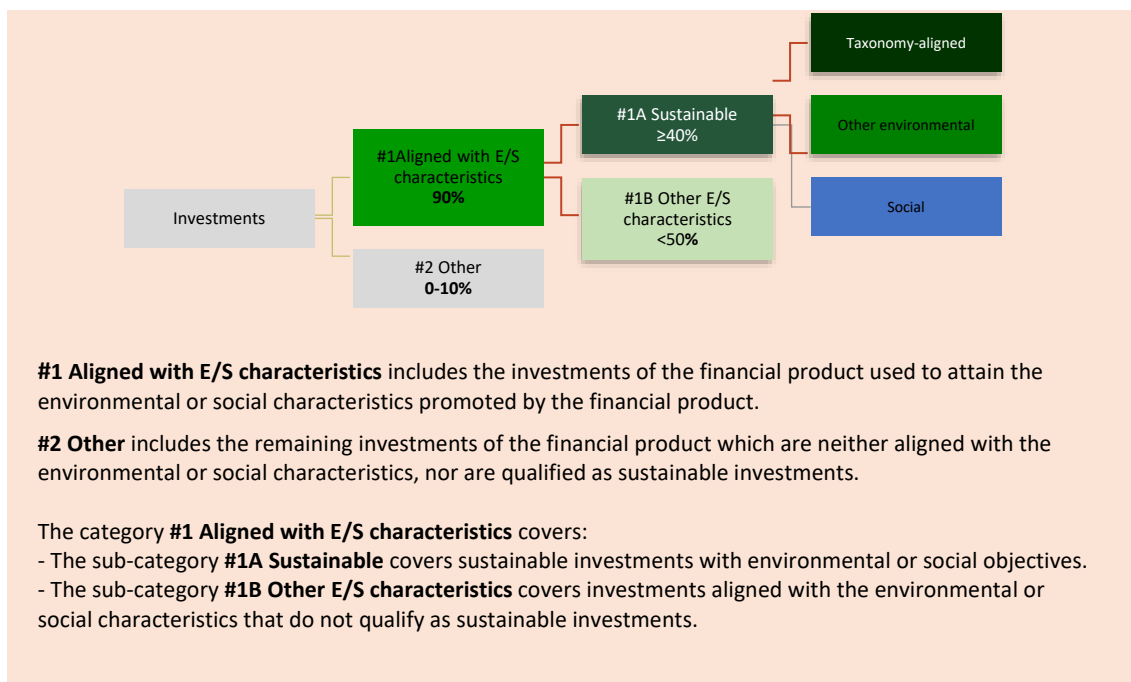 Taxonomy-aligned
#1A Sustainable
≥40%
Other environmental
#1Aligned with E/S
characteristics
90%
#1B Other E/S
characteristics
<50%
Investments
Social
#2 Other
0-10%
#1 Aligned with E/S characteristics includes the investments of the financial product used to attain the
environmental or social characteristics promoted by the financial product.
#2 Other includes the remaining investments of the financial product which are neither aligned with the
environmental or social characteristics, nor are qualified as sustainable investments.
The category #1 Aligned with E/S characteristics covers:
- The sub-category #1A Sustainable covers sustainable investments with environmental or social objectives.
- The sub-category #1B Other E/S characteristics covers investments aligned with the environmental or
social characteristics that do not qualify as sustainable investments.